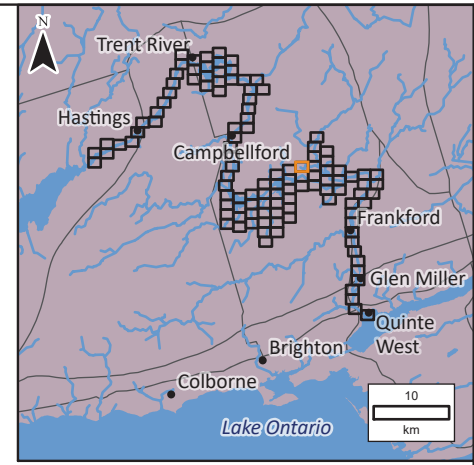 N
Trent River
Hastings
Campbellford
Frankford
Glen Miller
Quinte
West
Brighton
Colborne
10
km
Lake Ontario